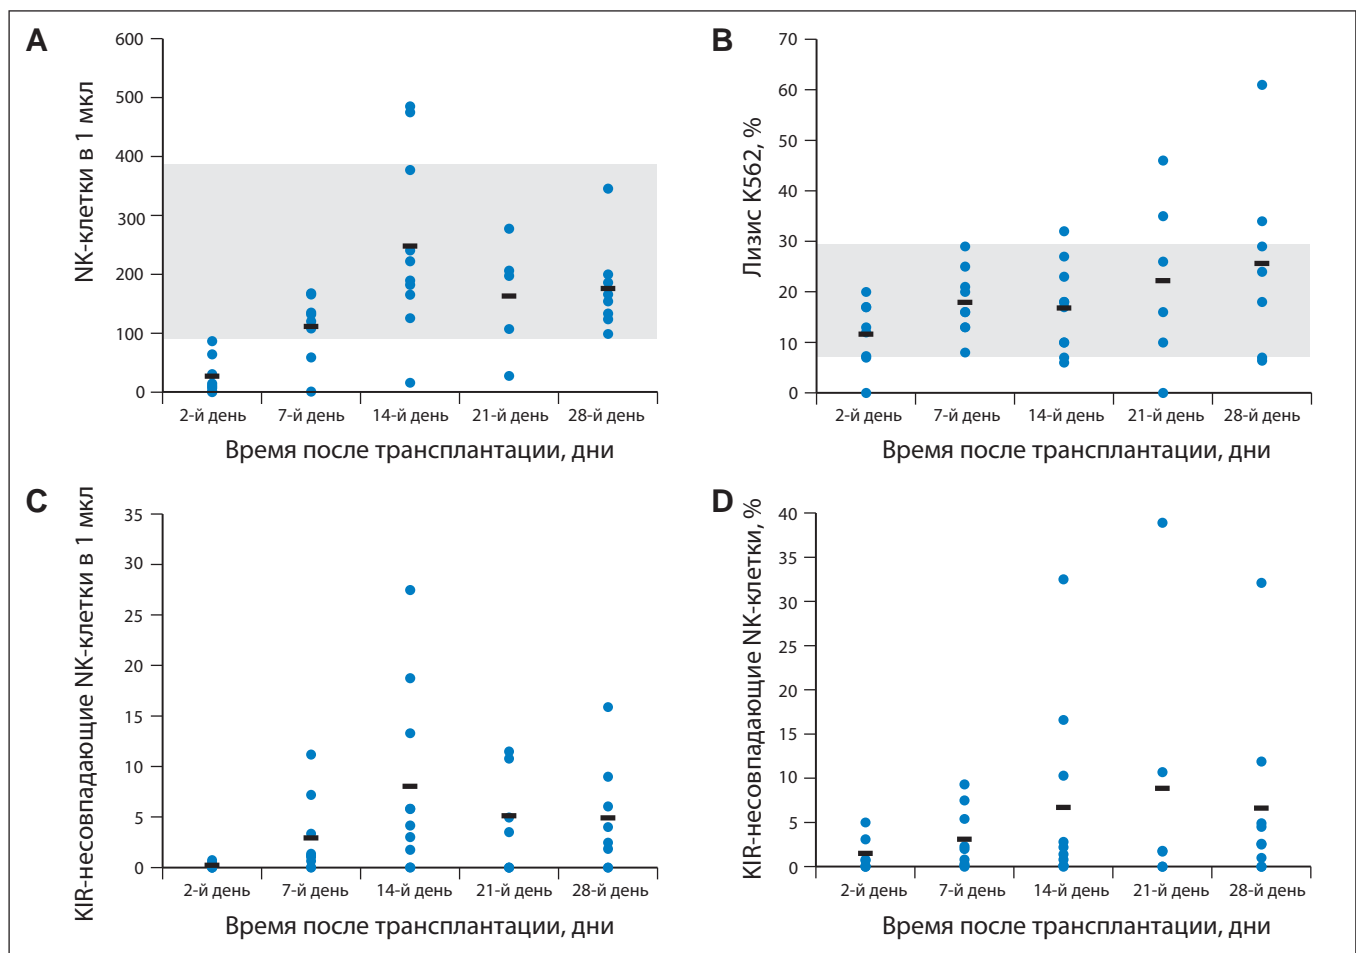 A
NK-клетки в 1 мкл
600
500
400
300
200
100
0
2-й день
7-й день
14-й день
21-й день
28-й день
Время после трансплантации, дни
B
Лизис K562, %
70
60
50
40
30
20
10
0
2-й день
7-й день
14-й день
21-й день
28-й день
Время после трансплантации, дни
C
KIR-несовпадающие NK-клетки в 1 мкл
35
30
25
20
15
10
5
0
2-й день
7-й день
14-й день
21-й день
28-й день
Время после трансплантации, дни
D
KIR-несовпадающие NK-клетки, %
40
35
30
25
20
15
10
5
0
2-й день
7-й день
14-й день
21-й день
28-й день
Время после трансплантации, дни